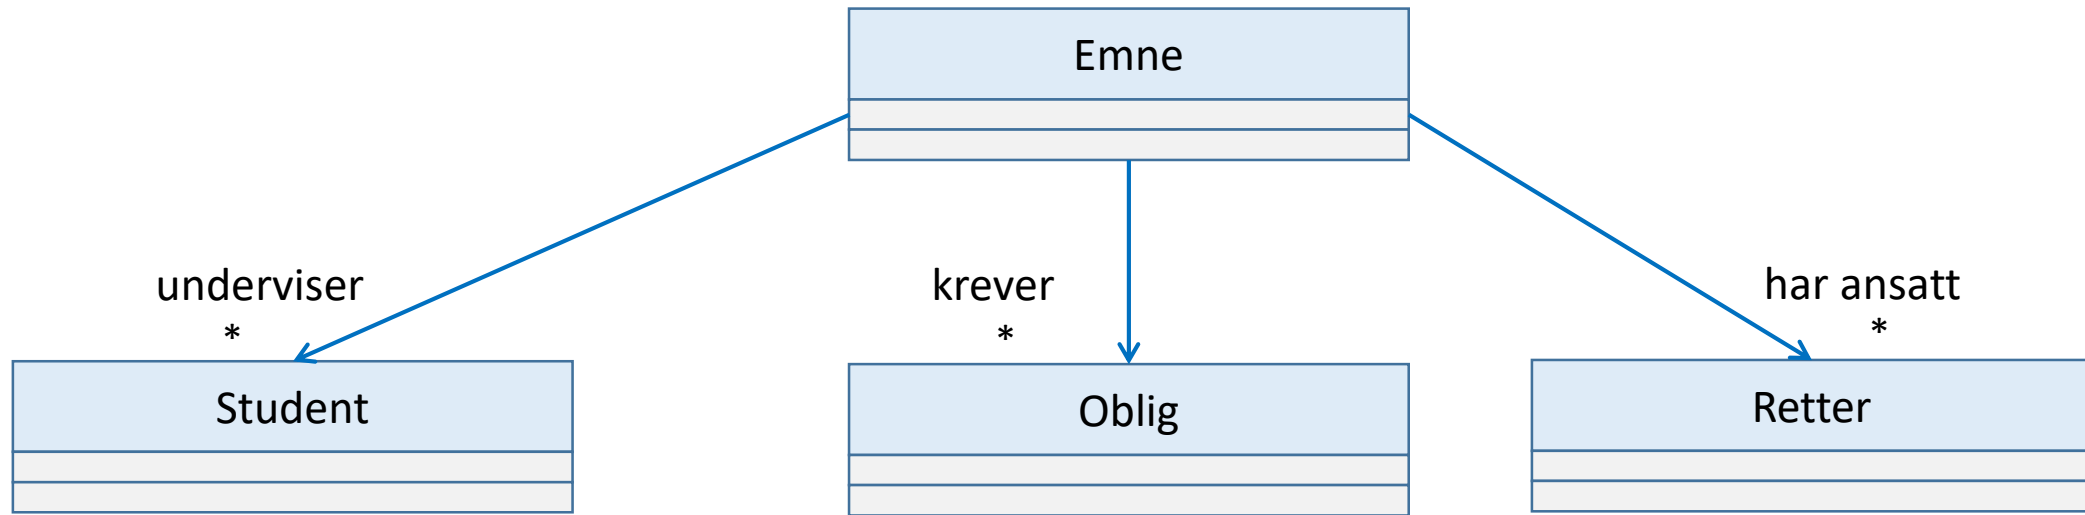 Emne
underviser
*
krever
*
har ansatt
*
Student
Oblig
Retter